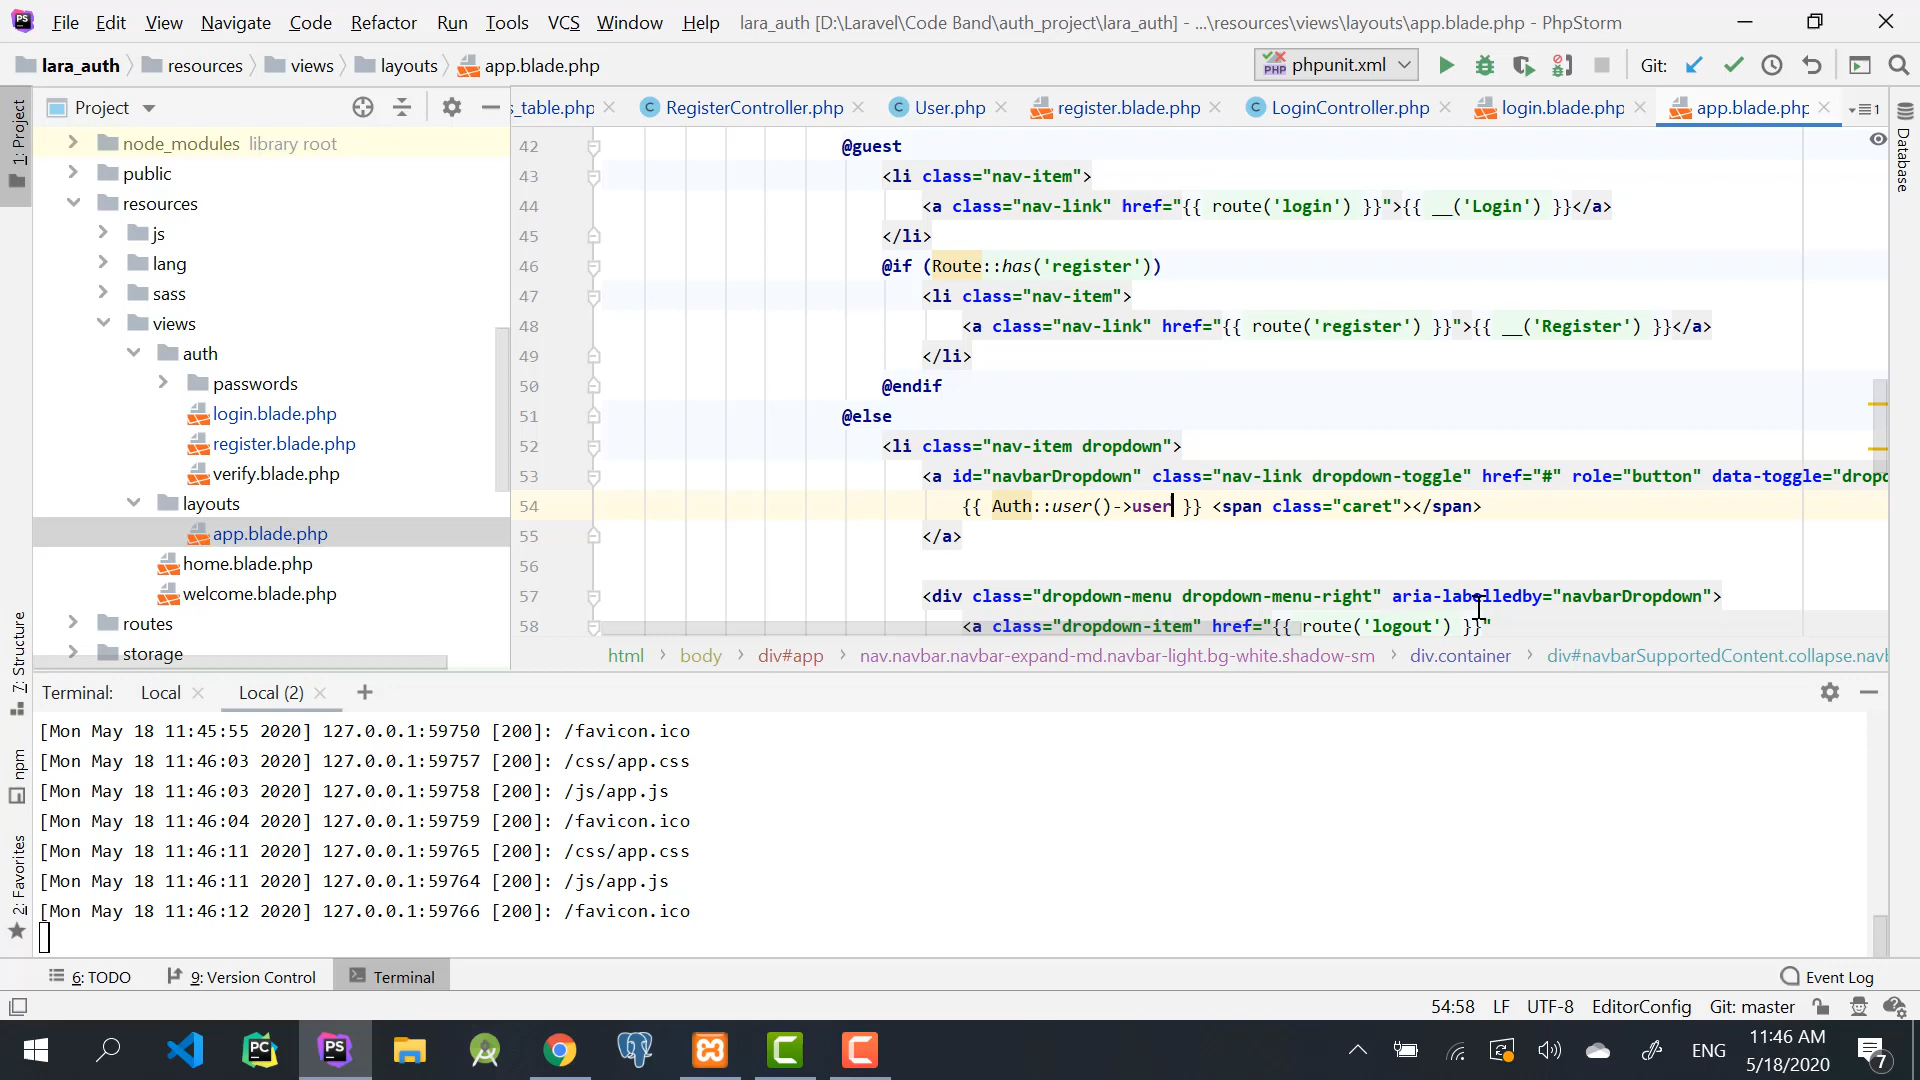 File Edit View Navigate Code Refactor Run Tools VCS Window Help lara_auth [D:\Laravel\Code Band\auth_project\lara_auth] - ...\resources\views\layouts\app.blade.php - PhpStorm
lara_auth resources views layouts app.blade.php phpunit.xml Git:
Project s_table.php RegisterController.php User.php register.blade.php LoginController.php login.blade.php app.blade.php 1
1: Project
Database
node_modules library root
public
resources
js
lang
sass
views
auth
passwords
login.blade.php
register.blade.php
verify.blade.php
layouts
app.blade.php
home.blade.php
welcome.blade.php
routes
storage
42 @guest
43 <li class="nav-item">
44 <a class="nav-link" href="{{ route('login') }}">{{ __('Login') }}</a>
45 </li>
46 @if (Route::has('register'))
47 <li class="nav-item">
48 <a class="nav-link" href="{{ route('register') }}">{{ __('Register') }}</a>
49 </li>
50 @endif
51 @else
52 <li class="nav-item dropdown">
53 <a id="navbarDropdown" class="nav-link dropdown-toggle" href="#" role="button" data-toggle="dropd
54 {{ Auth::user()->user }} <span class="caret"></span>
55 </a>
56
57 <div class="dropdown-menu dropdown-menu-right" aria-labelledby="navbarDropdown">
58 <a class="dropdown-item" href="{{ route('logout') }}"
html body div#app nav.navbar.navbar-expand-md.navbar-light.bg-white.shadow-sm div.container div#navbarSupportedContent.collapse.navb
7: Structure
npm
2: Favorites
Terminal: Local Local (2)
[Mon May 18 11:45:55 2020] 127.0.0.1:59750 [200]: /favicon.ico
[Mon May 18 11:46:03 2020] 127.0.0.1:59757 [200]: /css/app.css
[Mon May 18 11:46:03 2020] 127.0.0.1:59758 [200]: /js/app.js
[Mon May 18 11:46:04 2020] 127.0.0.1:59759 [200]: /favicon.ico
[Mon May 18 11:46:11 2020] 127.0.0.1:59765 [200]: /css/app.css
[Mon May 18 11:46:11 2020] 127.0.0.1:59764 [200]: /js/app.js
[Mon May 18 11:46:12 2020] 127.0.0.1:59766 [200]: /favicon.ico
6: TODO 9: Version Control Terminal Event Log
54:58 LF UTF-8 EditorConfig Git: master
ENG 11:46 AM
5/18/2020 7